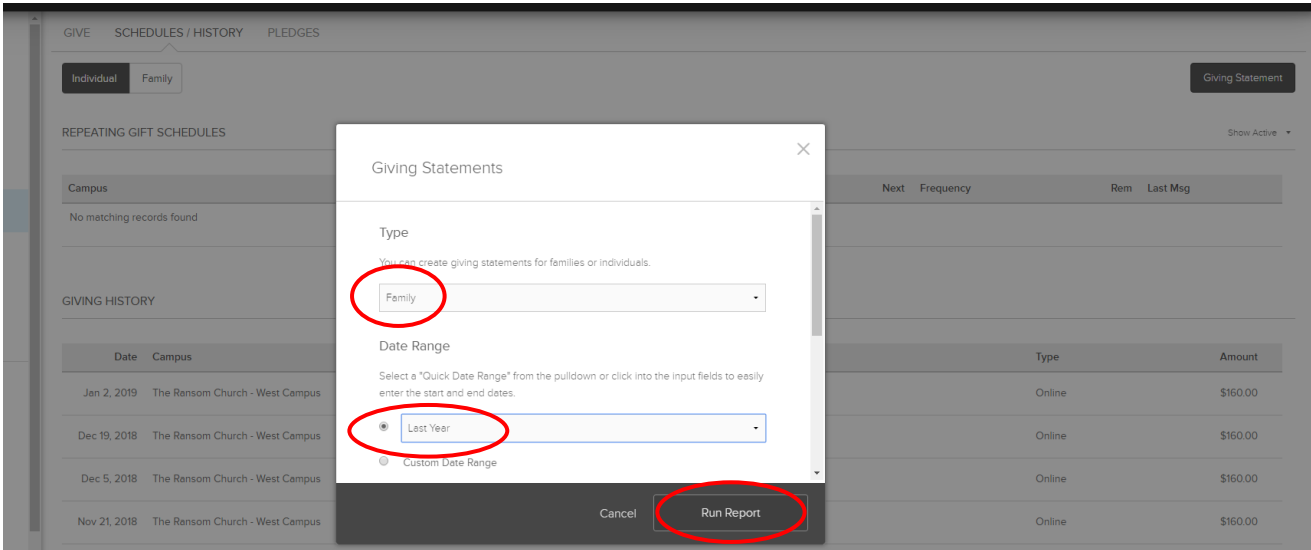 GIVE SCHEDULES / HISTORY PLEDGES
Individual Family
Giving Statement
REPEATING GIFT SCHEDULES
Show Active
Campus Next Frequency Rem Last Msg
No matching records found
GIVING HISTORY
Date Campus Type Amount
Jan 2, 2019 The Ransom Church - West Campus Online $160.00
Dec 19, 2018 The Ransom Church - West Campus Online $160.00
Dec 5, 2018 The Ransom Church - West Campus Online $160.00
Nov 21, 2018 The Ransom Church - West Campus Online $160.00
Giving Statements
Type
You can create giving statements for families or individuals.
Family
Date Range
Select a "Quick Date Range" from the pulldown or click into the input fields to easily
enter the start and end dates.
Last Year
Custom Date Range
Cancel Run Report